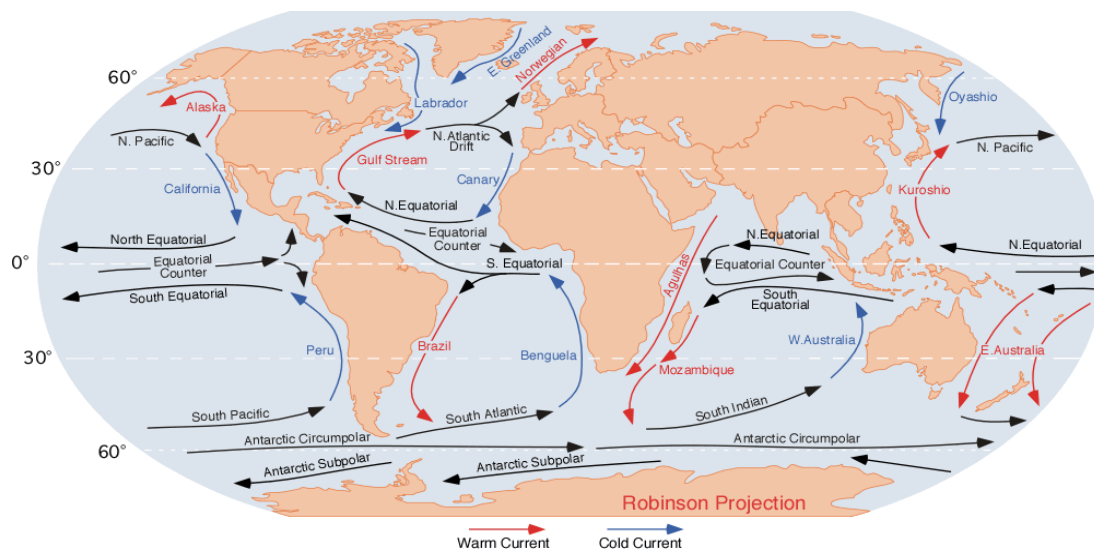 60°
Alaska
N. Pacific
Labrador
E. Greenland
Norwegian
Oyashio
N. Pacific
N.Atlantic
Drift
30°
Gulf Stream
California
Canary
Kuroshio
N.Equatorial
North Equatorial
Equatorial
Counter
N.Equatorial
N.Equatorial
0°
Equatorial
Counter
S. Equatorial
Equatorial Counter
Agulhas
South Equatorial
South
Equatorial
30°
Peru
Brazil
Benguela
Mozambique
W.Australia
E.Australia
South Pacific
South Atlantic
South Indian
60°
Antarctic Circumpolar
Antarctic Circumpolar
Antarctic Subpolar
Antarctic Subpolar
Robinson Projection
Warm Current
Cold Current